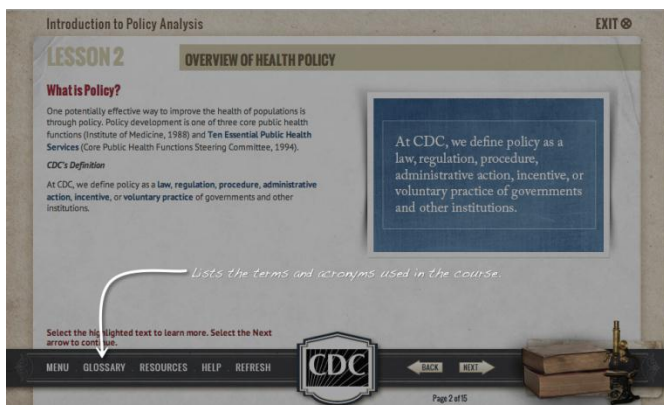 Introduction to Policy Analysis
EXIT
LESSON 2
OVERVIEW OF HEALTH POLICY
What is Policy?
One potentially effective way to improve the health of populations is
through policy. Policy development is one of three core public health
functions (Institute of Medicine, 1988) and Ten Essential Public Health
Services (Core Public Health Functions Steering Committee, 1994).
CDC's Definition
At CDC, we define policy as a law, regulation, procedure, administrative
action, incentive, or voluntary practice of governments and other
institutions.
At CDC, we define policy as a
law, regulation, procedure,
administrative action, incentive, or
voluntary practice of governments
and other institutions.
Lists the terms and acronyms used in the course.
Select the highlighted text to learn more. Select the Next
arrow to continue.
MENU GLOSSARY RESOURCES HELP REFRESH
CDC
BACK NEXT
Page 2 of 15